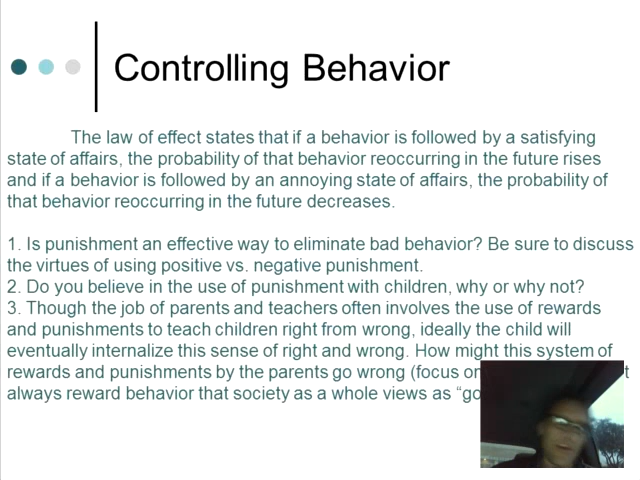 Controlling Behavior
The law of effect states that if a behavior is followed by a satisfying
state of affairs, the probability of that behavior reoccurring in the future rises
and if a behavior is followed by an annoying state of affairs, the probability of
that behavior reoccurring in the future decreases.
1. Is punishment an effective way to eliminate bad behavior? Be sure to discuss
the virtues of using positive vs. negative punishment.
2. Do you believe in the use of punishment with children, why or why not?
3. Though the job of parents and teachers often involves the use of rewards
and punishments to teach children right from wrong, ideally the child will
eventually internalize this sense of right and wrong. How might this system of
rewards and punishments by the parents go wrong (focus
always reward behavior that society as a whole views as